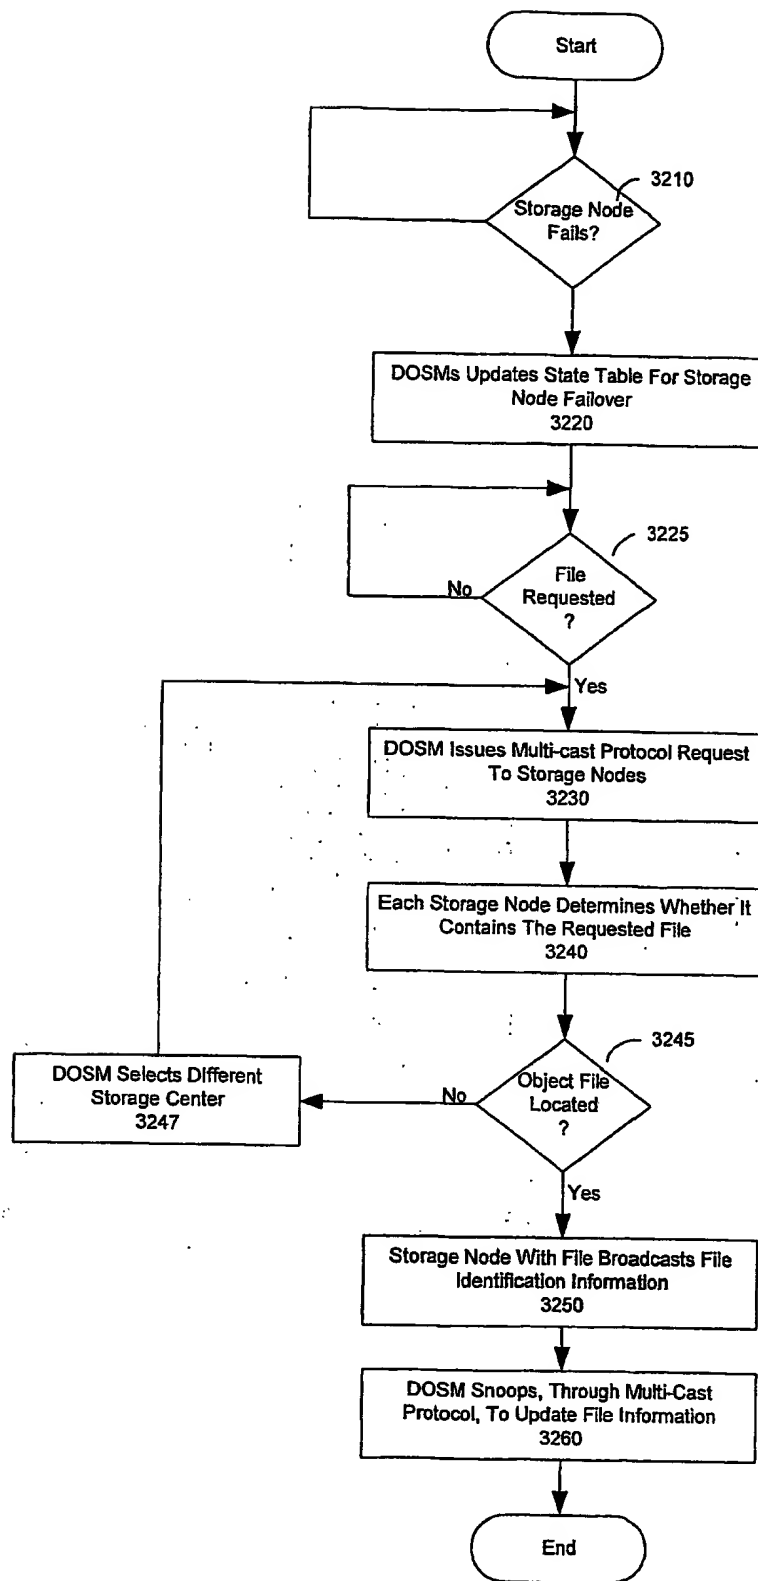 Start
3210
Storage Node
Fails?
DOSMs Updates State Table For Storage
Node Failover
3220
3225
File
Requested
?
No
Yes
DOSM Issues Multi-cast Protocol Request
To Storage Nodes
3230
Each Storage Node Determines Whether It
Contains The Requested File
3240
3245
Object File
Located
?
No
DOSM Selects Different
Storage Center
3247
Yes
Storage Node With File Broadcasts File
Identification Information
3250
DOSM Snoops, Through Multi-Cast
Protocol, To Update File Information
3260
End